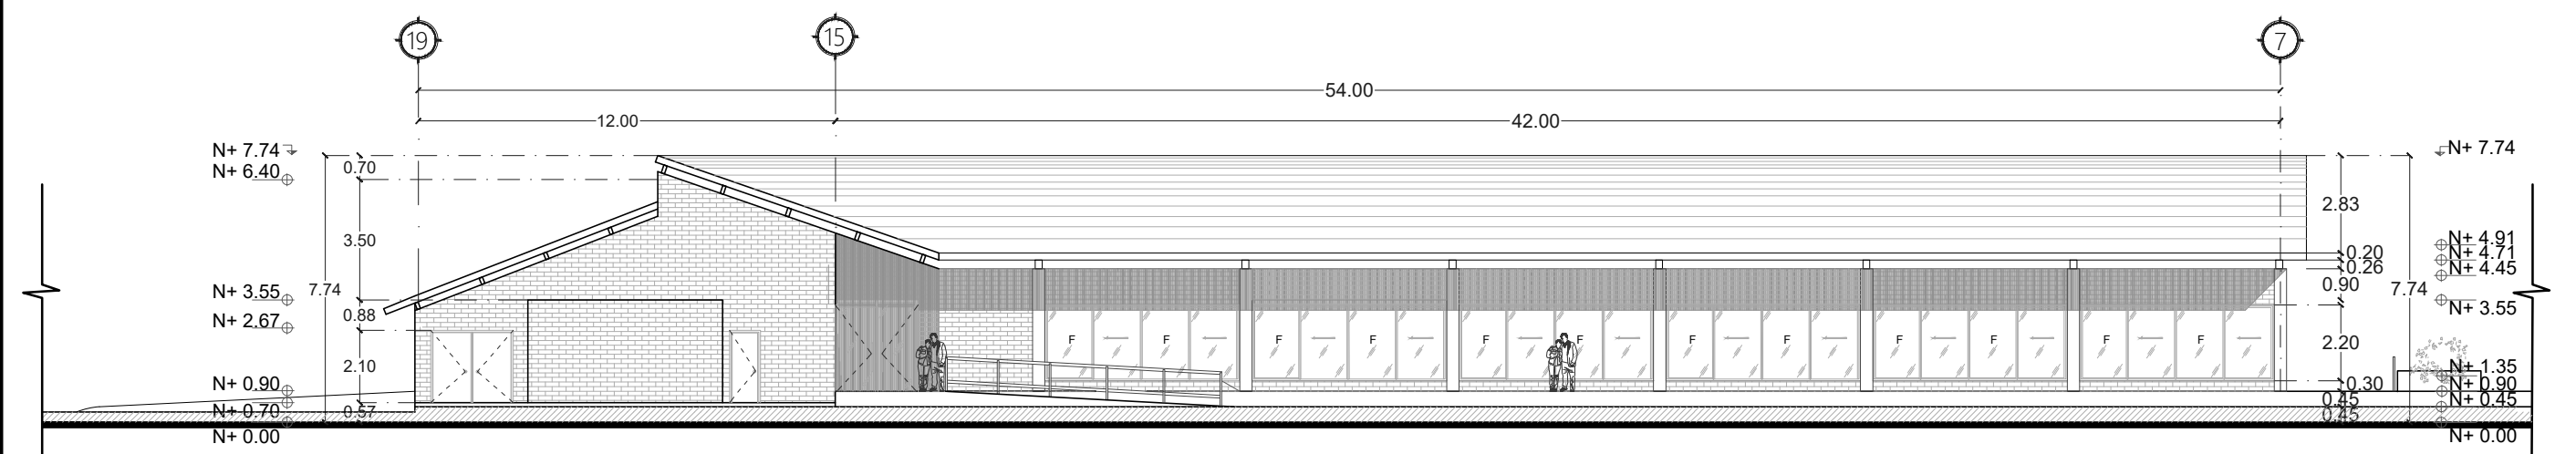 19
15
7
54.00
12.00
42.00
N+ 7.74
N+ 6.40
N+ 3.55
N+ 2.67
N+ 0.90
N+ 0.70
N+ 0.00
7.74
0.70
3.50
0.88
2.10
0.57
F F F F F F F F F F F F
2.83
0.20
0.26
0.90
2.20
0.30
0.45
0.45
7.74
N+ 7.74
N+ 4.91
N+ 4.71
N+ 4.45
N+ 3.55
N+ 1.35
N+ 0.90
N+ 0.45
N+ 0.00